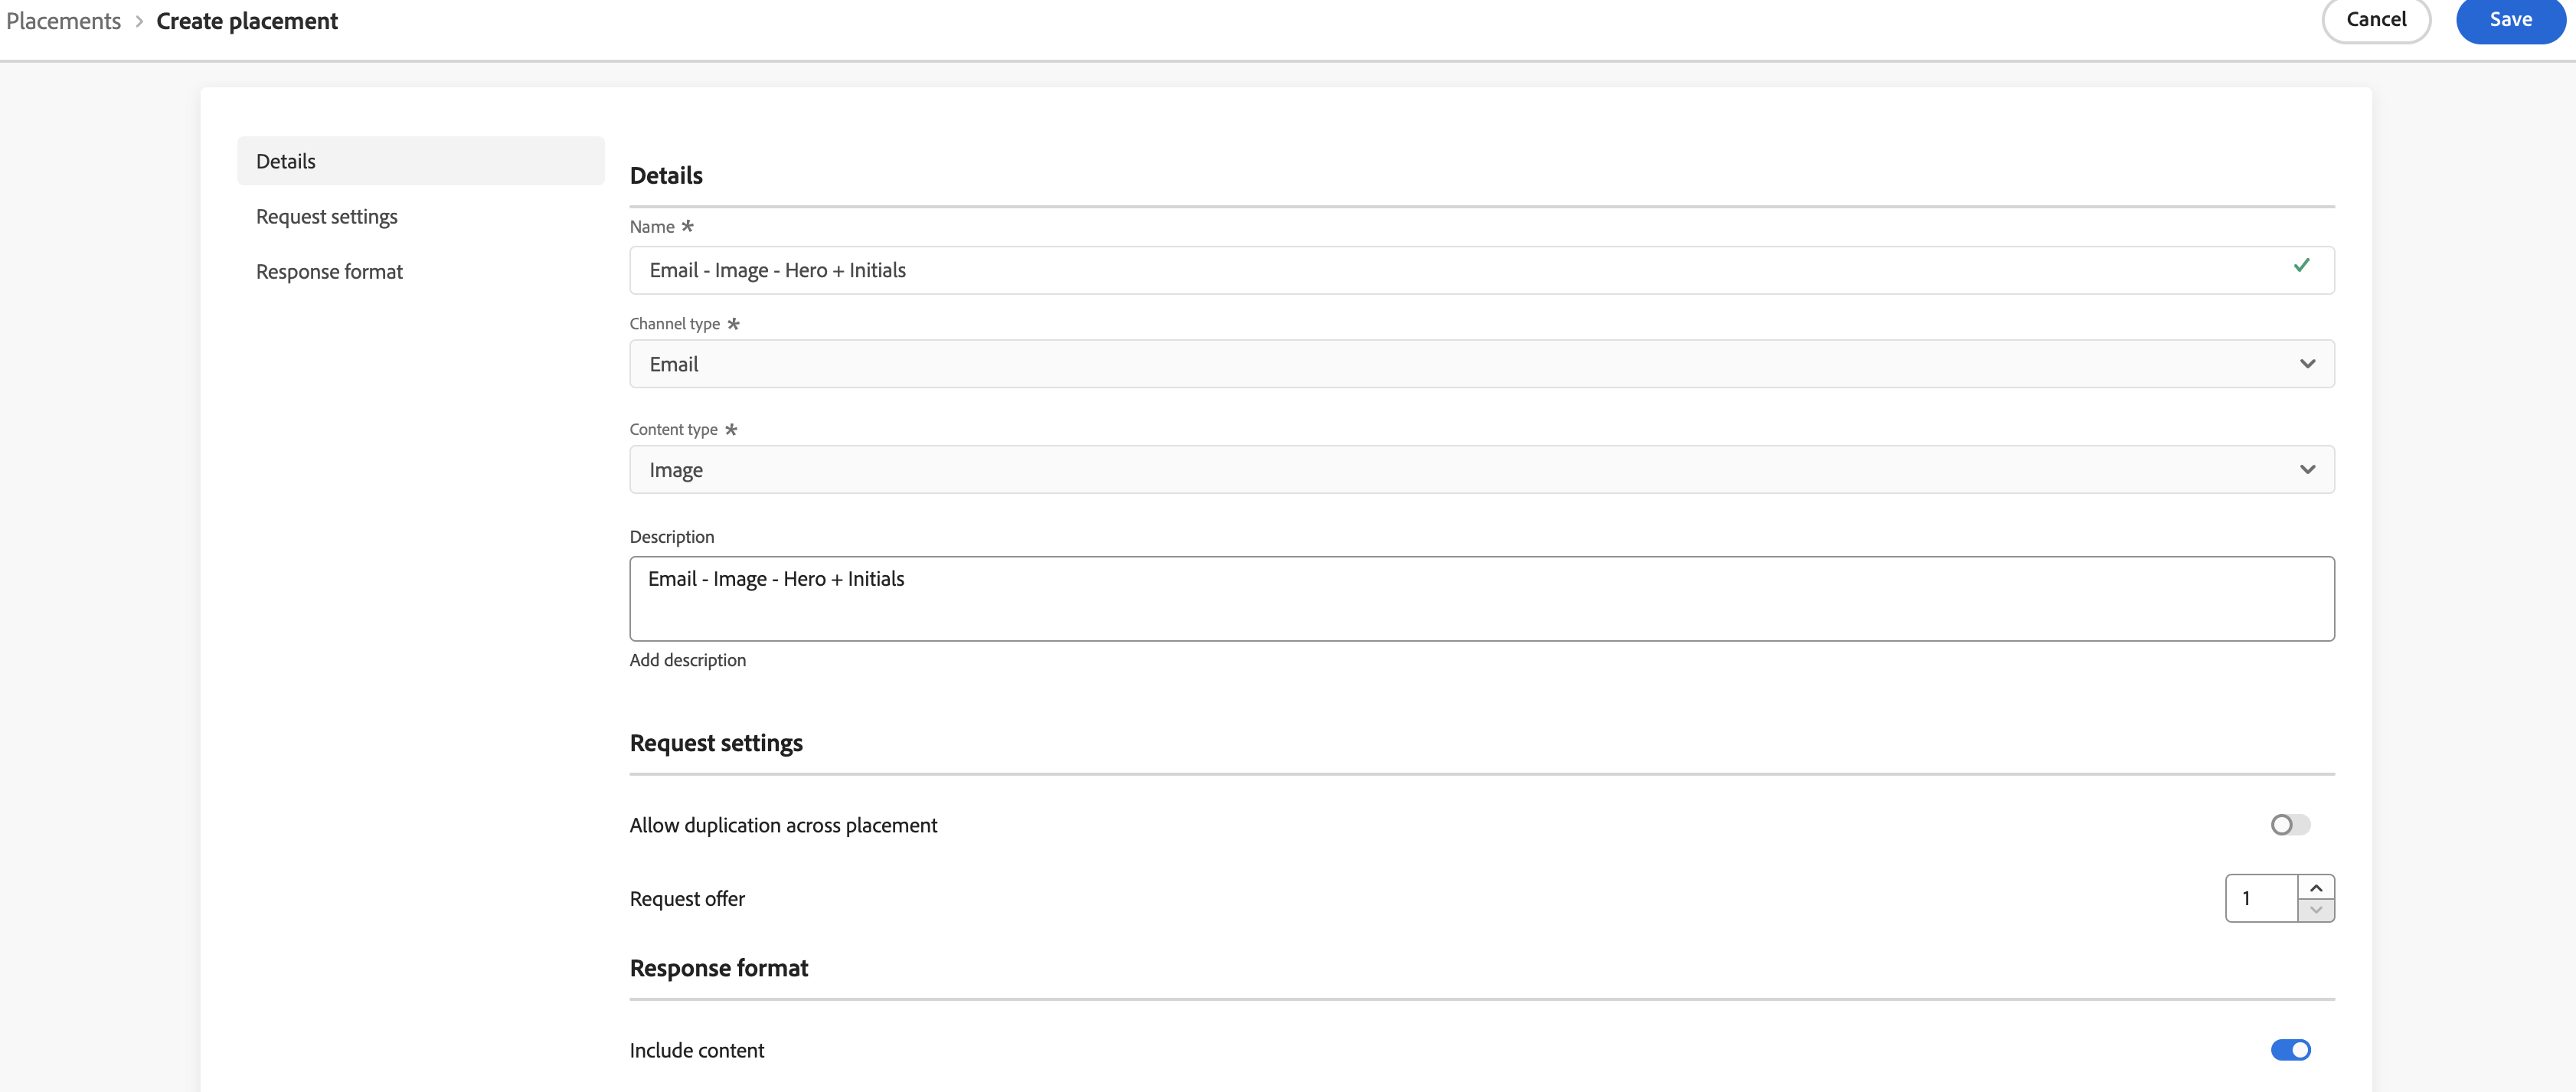 Placements > Create placement
Cancel
Save
Details
Request settings
Response format
Details
Name *
Email - Image - Hero + Initials
Channel type *
Email
Content type *
Image
Description
Email - Image - Hero + Initials
Add description
Request settings
Allow duplication across placement
Request offer
1
Response format
Include content